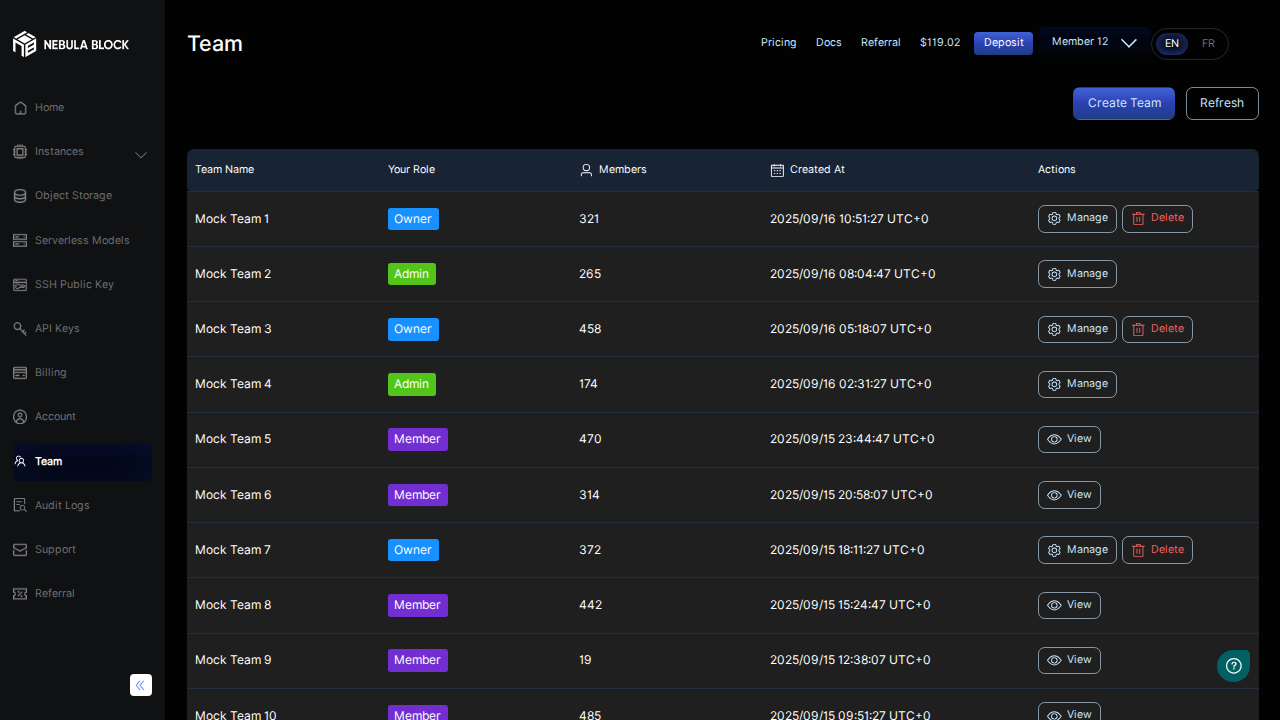 NEBULA BLOCK
Home
Instances
Object Storage
Serverless Models
SSH Public Key
API Keys
Billing
Account
Team
Audit Logs
Support
Referral
Team
Pricing Docs Referral $119.02 Deposit Member 12 EN FR
Create Team Refresh
Team Name Your Role Members Created At Actions
Mock Team 1 Owner 321 2025/09/16 10:51:27 UTC+0 Manage Delete
Mock Team 2 Admin 265 2025/09/16 08:04:47 UTC+0 Manage
Mock Team 3 Owner 458 2025/09/16 05:18:07 UTC+0 Manage Delete
Mock Team 4 Admin 174 2025/09/16 02:31:27 UTC+0 Manage
Mock Team 5 Member 470 2025/09/15 23:44:47 UTC+0 View
Mock Team 6 Member 314 2025/09/15 20:58:07 UTC+0 View
Mock Team 7 Owner 372 2025/09/15 18:11:27 UTC+0 Manage Delete
Mock Team 8 Member 442 2025/09/15 15:24:47 UTC+0 View
Mock Team 9 Member 19 2025/09/15 12:38:07 UTC+0 View
Mock Team 10 Member 485 2025/09/15 09:51:27 UTC+0 View